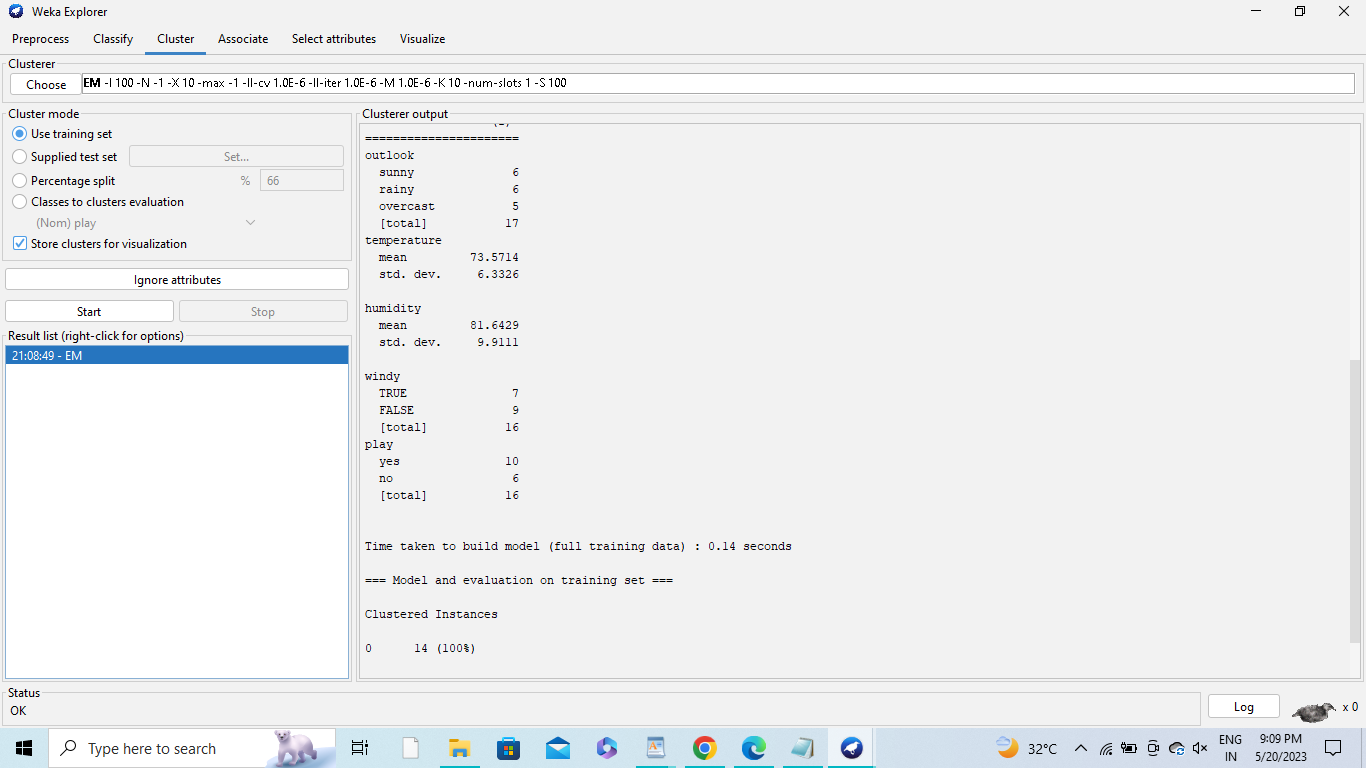 Weka Explorer
Preprocess Classify Cluster Associate Select attributes Visualize
Clusterer
Choose EM -I 100 -N -1 -X 10 -max -1 -ll-cv 1.0E-6 -ll-iter 1.0E-6 -M 1.0E-6 -K 10 -num-slots 1 -S 100
Cluster mode
Use training set
Supplied test set Set...
Percentage split % 66
Classes to clusters evaluation
(Nom) play
Store clusters for visualization
Ignore attributes
Start Stop
Result list (right-click for options)
21:08:49 - EM
Clusterer output
======================
outlook
sunny 6
rainy 6
overcast 5
[total] 17
temperature
mean 73.5714
std. dev. 6.3326
humidity
mean 81.6429
std. dev. 9.9111
windy
TRUE 7
FALSE 9
[total] 16
play
yes 10
no 6
[total] 16
Time taken to build model (full training data) : 0.14 seconds
=== Model and evaluation on training set ===
Clustered Instances
0 14 (100%)
Status
OK
Log x 0
Type here to search
32°C
ENG
IN
9:09 PM
5/20/2023